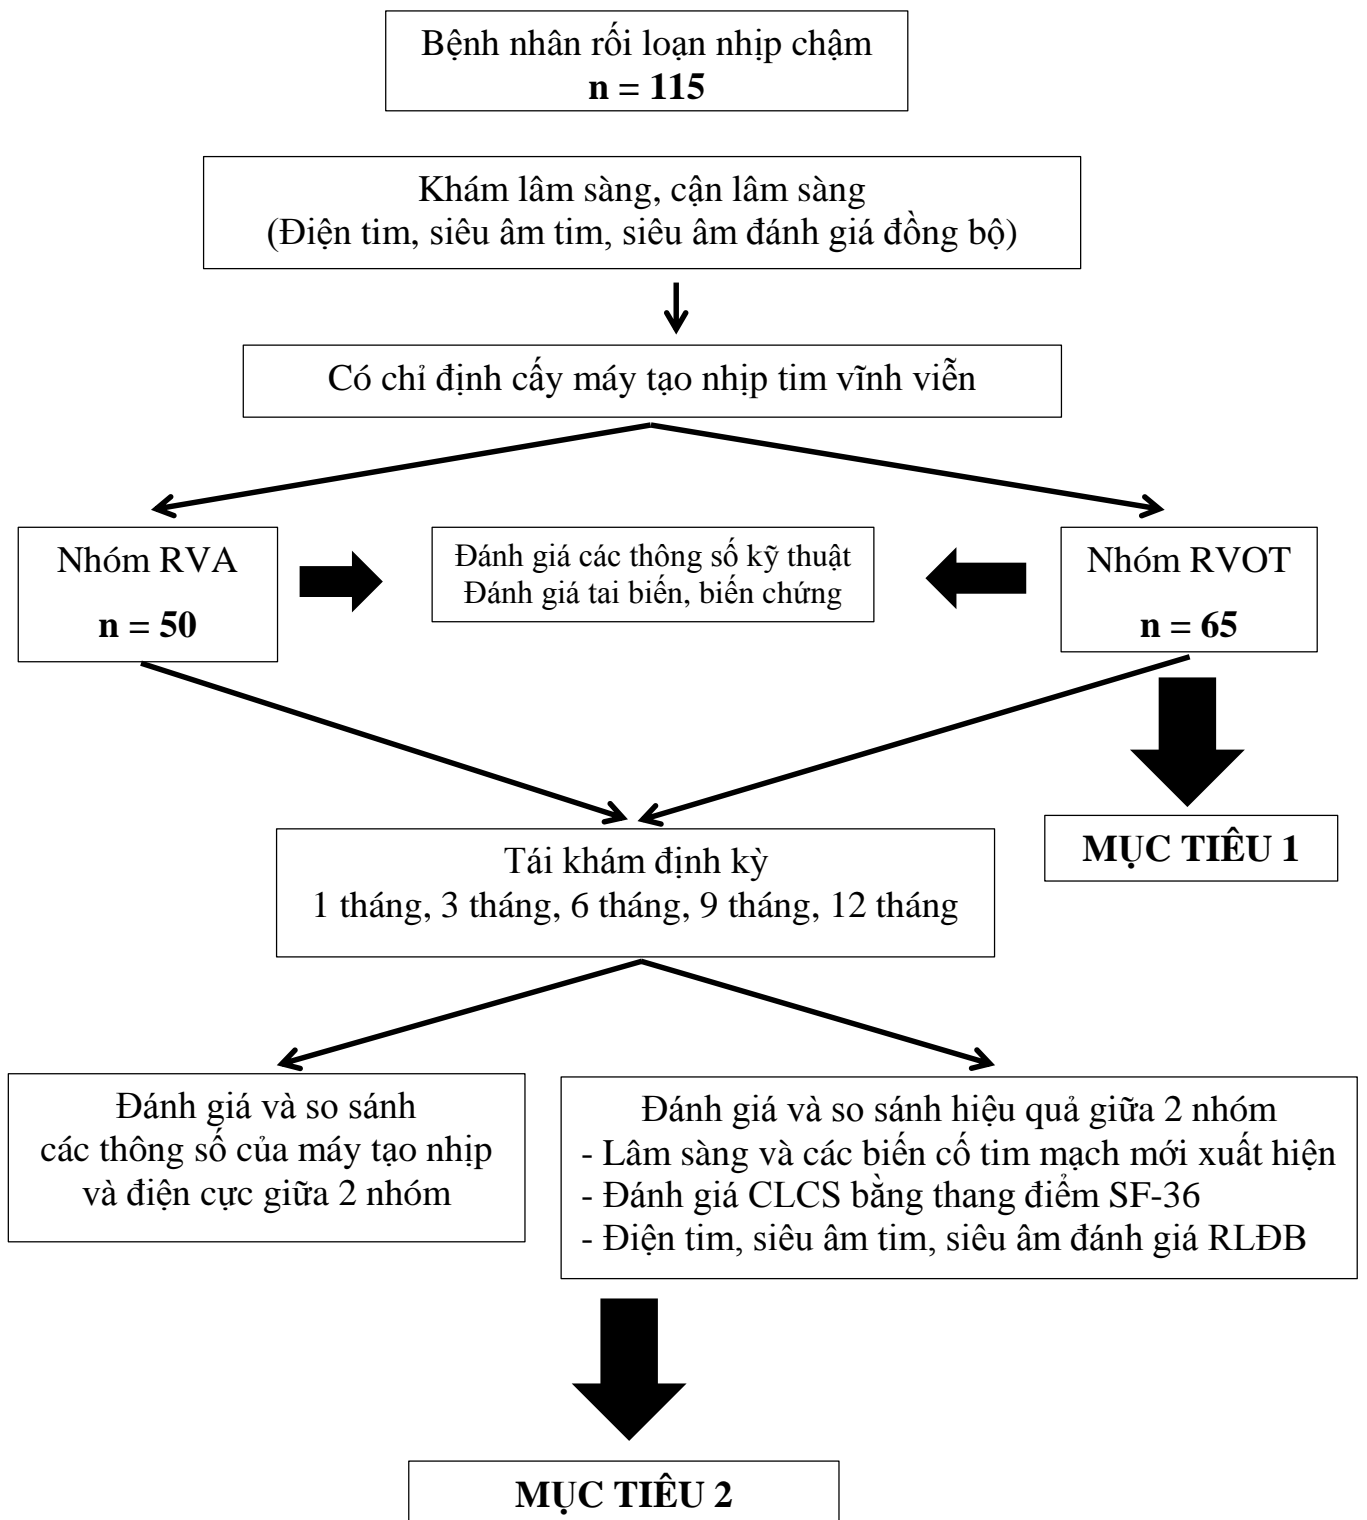 Bệnh nhân rối loạn nhịp chậm
n = 115
Khám lâm sàng, cận lâm sàng
(Điện tim, siêu âm tim, siêu âm đánh giá đồng bộ)
Có chỉ định cấy máy tạo nhịp tim vĩnh viễn
Nhóm RVA
n = 50
Đánh giá các thông số kỹ thuật
Đánh giá tai biến, biến chứng
Nhóm RVOT
n = 65
MỤC TIÊU 1
Tái khám định kỳ
1 tháng, 3 tháng, 6 tháng, 9 tháng, 12 tháng
Đánh giá và so sánh
các thông số của máy tạo nhịp
và điện cực giữa 2 nhóm
Đánh giá và so sánh hiệu quả giữa 2 nhóm
- Lâm sàng và các biến cố tim mạch mới xuất hiện
- Đánh giá CLCS bằng thang điểm SF-36
- Điện tim, siêu âm tim, siêu âm đánh giá RLĐB
MỤC TIÊU 2